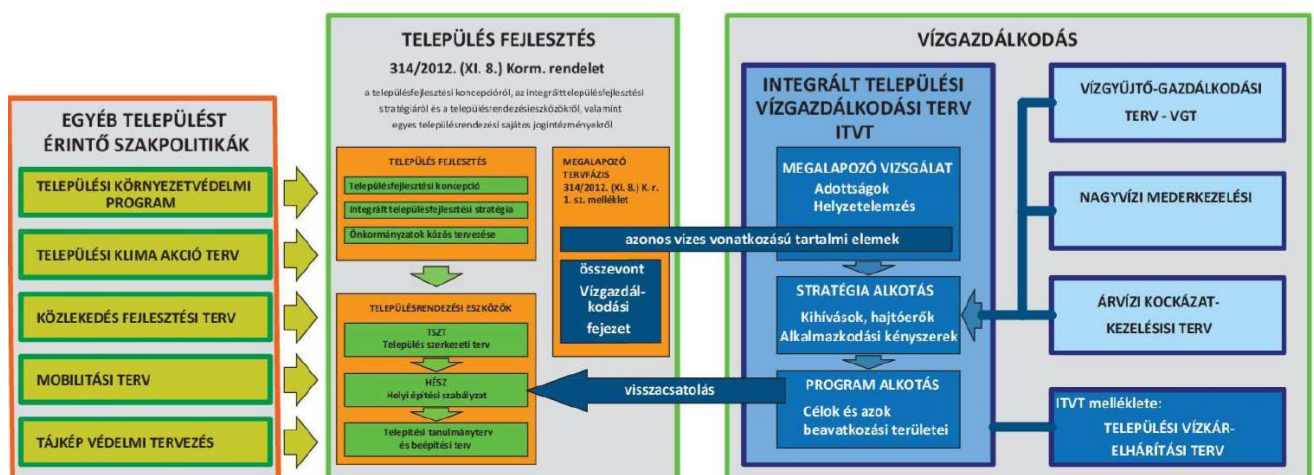 EGYÉB TELEPÜLÉST
ÉRINTŐ SZAKPOLITIKÁK
TELEPÜLÉSI KÖRNYEZETVÉDELMI
PROGRAM
TELEPÜLÉSI KLIMA AKCIÓ TERV
KÖZLEKEDÉS FEJLESZTÉSI TERV
MOBILITÁSI TERV
TÁJKÉP VÉDELMI TERVEZÉS
TELEPÜLÉS FEJLESZTÉS
314/2012. (XI. 8.) Korm. rendelet
a településfejlesztési koncepcióról, az integrálttelepülésfejlesztési
stratégiáról és a településrendezésieszközökről, valamint
egyes településrendezési sajátos jogintézményekről
TELEPÜLÉS FEJLESZTÉS
Településfejlesztési koncepció
Integrált településfejlesztési stratégia
Önkormányzatok közös tervezése
TELEPÜLÉSRENDEZÉSI ESZKÖZÖK
TSZT
Település szerkezeti terv
HÉSZ
Helyi építési szabályzat
Telepítési tanulmányterv
és beépítési terv
MEGALAPOZÓ
TERVFÁZIS
314/2012. (XI. 8.) K. r.
1. sz. melléklet
azonos vizes vonatkozású tartalmi elemek
összevont
Vízgazdál-
kodási
fejezet
visszacsatolás
VÍZGAZDÁLKODÁS
INTEGRÁLT TELEPÜLÉSI
VÍZGAZDÁLKODÁSI TERV
ITVT
MEGALAPOZÓ VIZSGÁLAT
Adottságok
Helyzetelemzés
STRATÉGIA ALKOTÁS
Kihívások, hajtóerők
Alkalmazkodási kényszerek
PROGRAM ALKOTÁS
Célok és azok
beavatkozási területei
VÍZGYŰJTŐ-GAZDÁLKODÁSI
TERV - VGT
NAGYVÍZI MEDERKEZELÉSI
ÁRVÍZI KOCKÁZAT-
KEZELÉSISI TERV
ITVT melléklete:
TELEPÜLÉSI VÍZKÁR-
ELHÁRÍTÁSI TERV